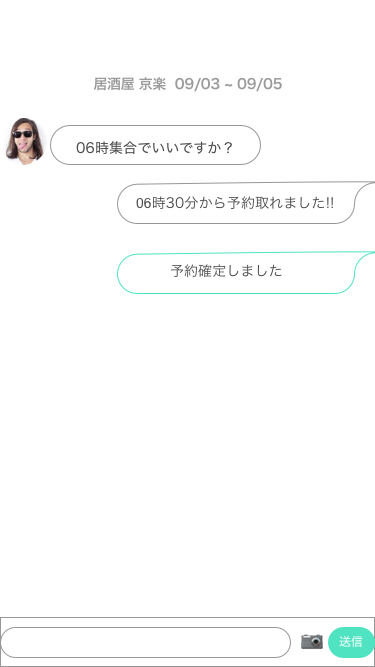 居酒屋 京楽 09/03 ~ 09/05
06時集合でいいですか？
06時30分から予約取れました!!
予約確定しました
送信